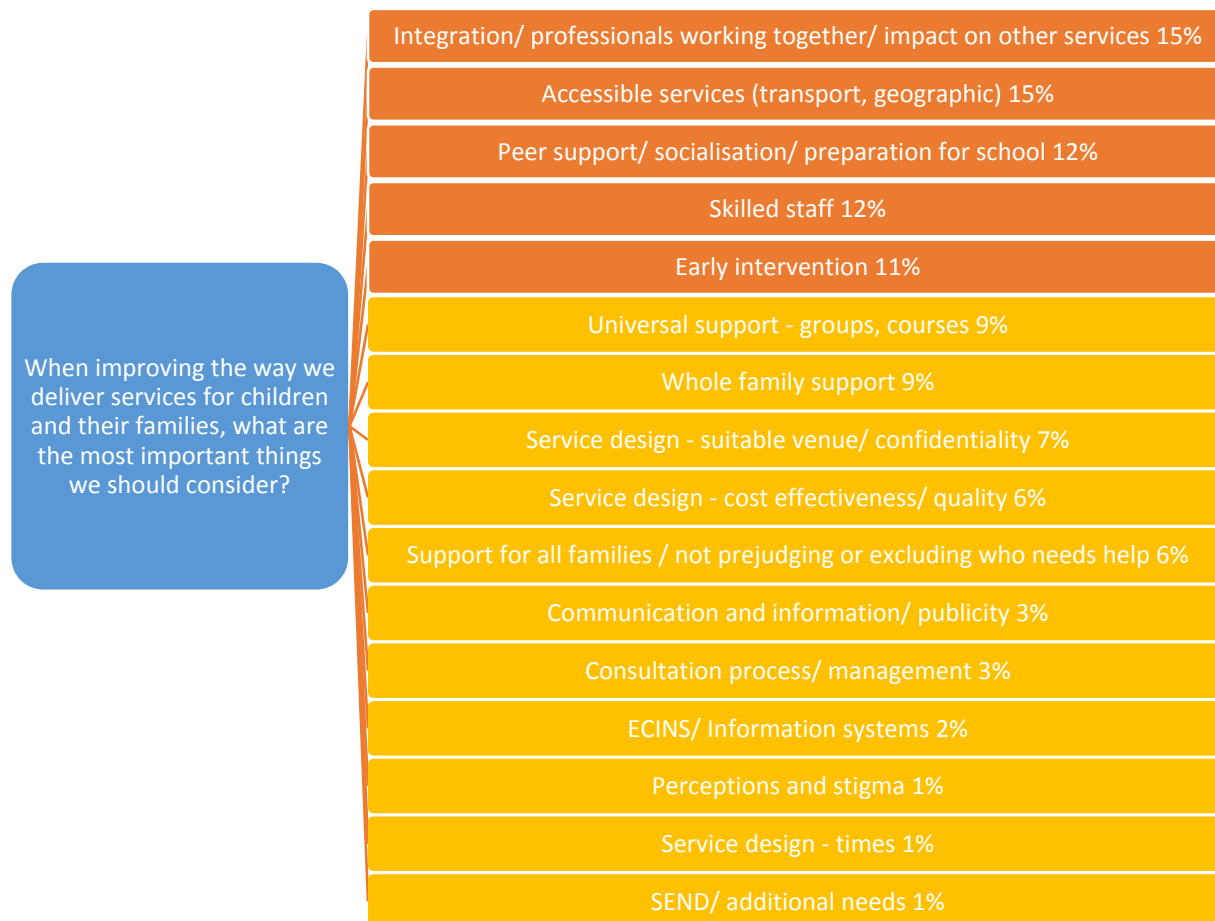 Integration/ professionals working together/ impact on other services 15%
Accessible services (transport, geographic) 15%
Peer support/ socialisation/ preparation for school 12%
Skilled staff 12%
Early intervention 11%
When improving the way we
deliver services for children
and their families, what are
the most important things
we should consider?
Universal support - groups, courses 9%
Whole family support 9%
Service design - suitable venue/ confidentiality 7%
Service design - cost effectiveness/ quality 6%
Support for all families / not prejudging or excluding who needs help 6%
Communication and information/ publicity 3%
Consultation process/ management 3%
ECINS/ Information systems 2%
Perceptions and stigma 1%
Service design - times 1%
SEND/ additional needs 1%